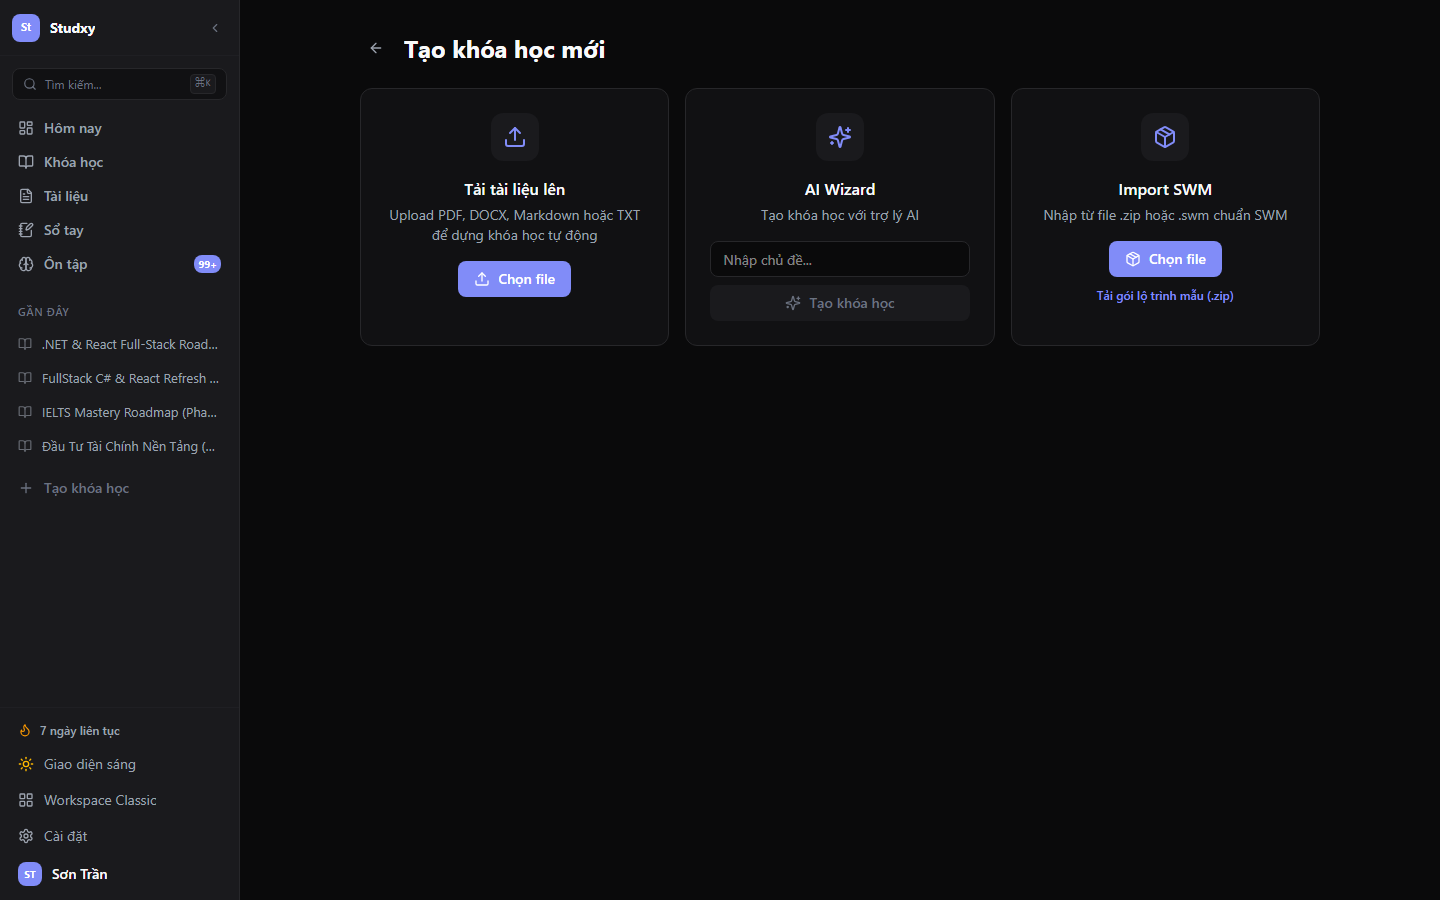 St
Studxy
Tìm kiếm...
⌘K
Hôm nay
Khóa học
Tài liệu
Sổ tay
Ôn tập
99+
GẦN ĐÂY
.NET & React Full-Stack Road...
FullStack C# & React Refresh ...
IELTS Mastery Roadmap (Pha...
Đầu Tư Tài Chính Nền Tảng (...
Tạo khóa học
7 ngày liên tục
Giao diện sáng
Workspace Classic
Cài đặt
ST
Sơn Trần
Tạo khóa học mới
Tải tài liệu lên
Upload PDF, DOCX, Markdown hoặc TXT
để dựng khóa học tự động
Chọn file
AI Wizard
Tạo khóa học với trợ lý AI
Nhập chủ đề...
Tạo khóa học
Import SWM
Nhập từ file .zip hoặc .swm chuẩn SWM
Chọn file
Tải gói lộ trình mẫu (.zip)